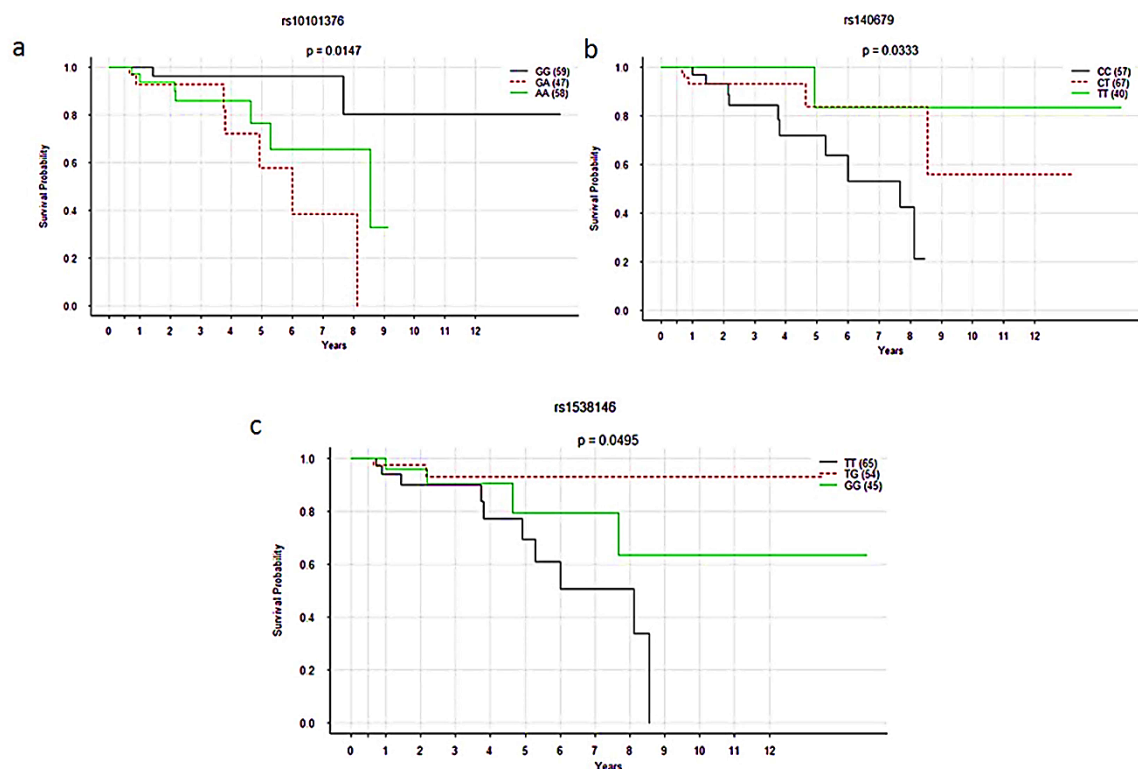 a
rs10101376
p = 0.0147
GG (59)
GA (47)
AA (58)
Survival Probability
1.0
0.8
0.6
0.4
0.2
0.0
0 1 2 3 4 5 6 7 8 9 10 11 12
Years
b
rs140679
p = 0.0333
CC (57)
CT (67)
TT (40)
Survival Probability
1.0
0.8
0.6
0.4
0.2
0.0
0 1 2 3 4 5 6 7 8 9 10 11 12
Years
c
rs1538146
p = 0.0495
TT (65)
TG (54)
GG (45)
Survival Probability
1.0
0.8
0.6
0.4
0.2
0.0
0 1 2 3 4 5 6 7 8 9 10 11 12
Years